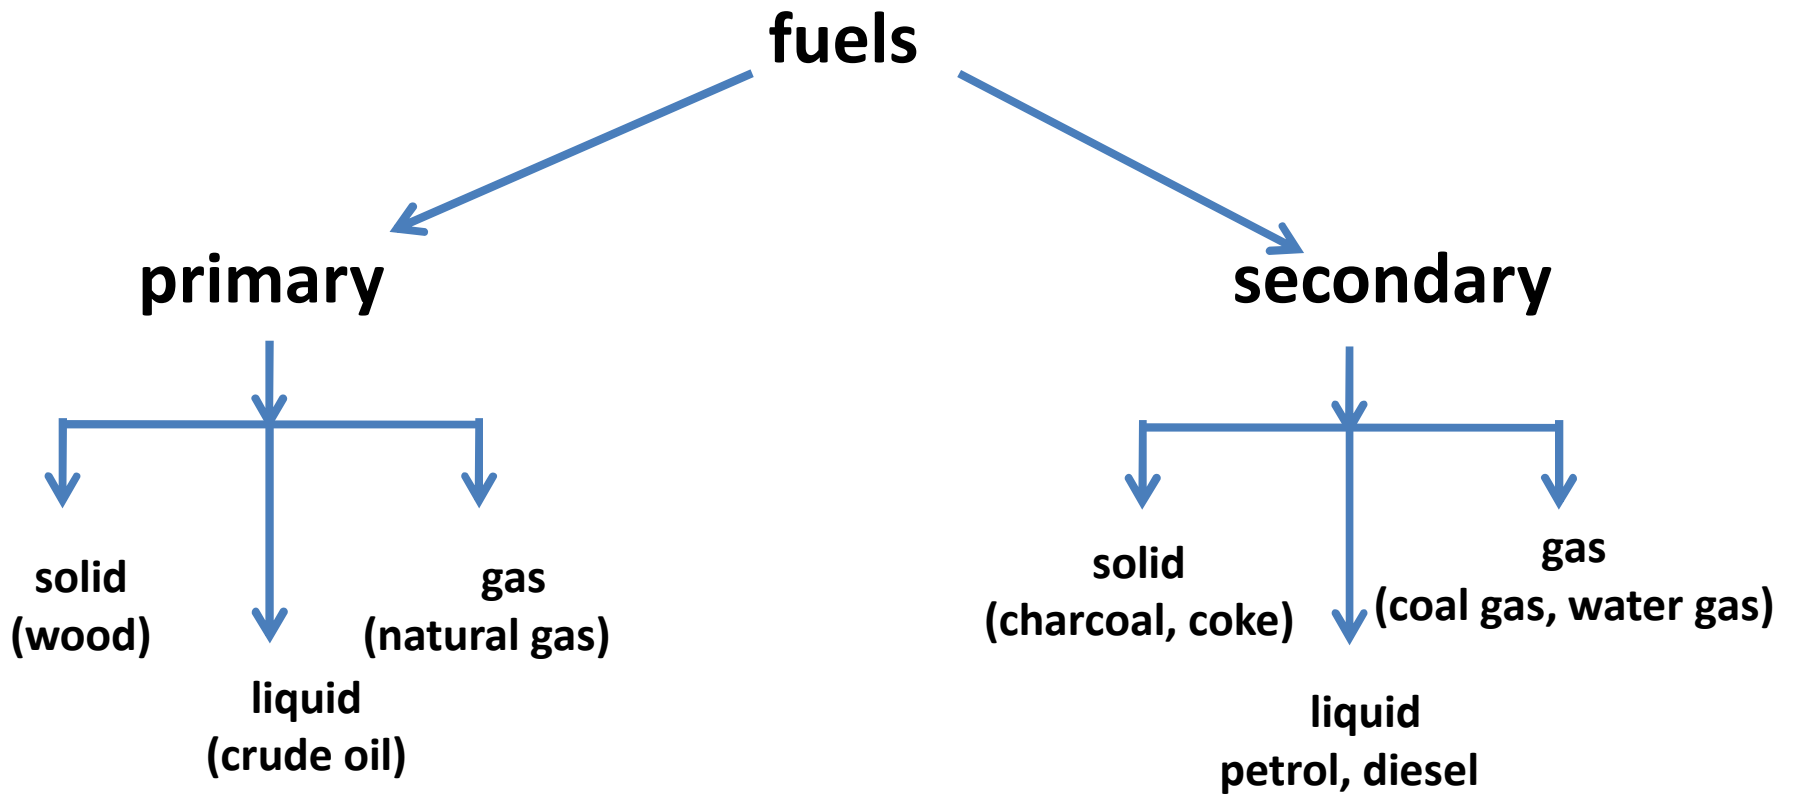 fuels
primary
secondary
solid
(wood)
liquid
(crude oil)
gas
(natural gas)
solid
(charcoal, coke)
liquid
petrol, diesel
gas
(coal gas, water gas)